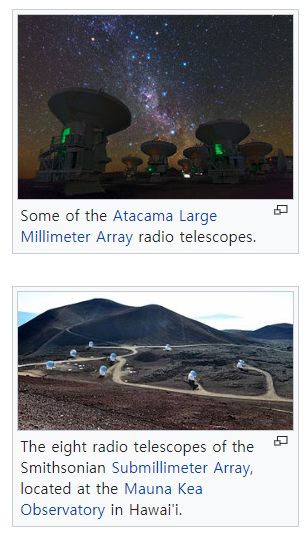 Some of the Atacama Large
Millimeter Array radio telescopes.
The eight radio telescopes of the
Smithsonian Submillimeter Array,
located at the Mauna Kea
Observatory in Hawai'i.